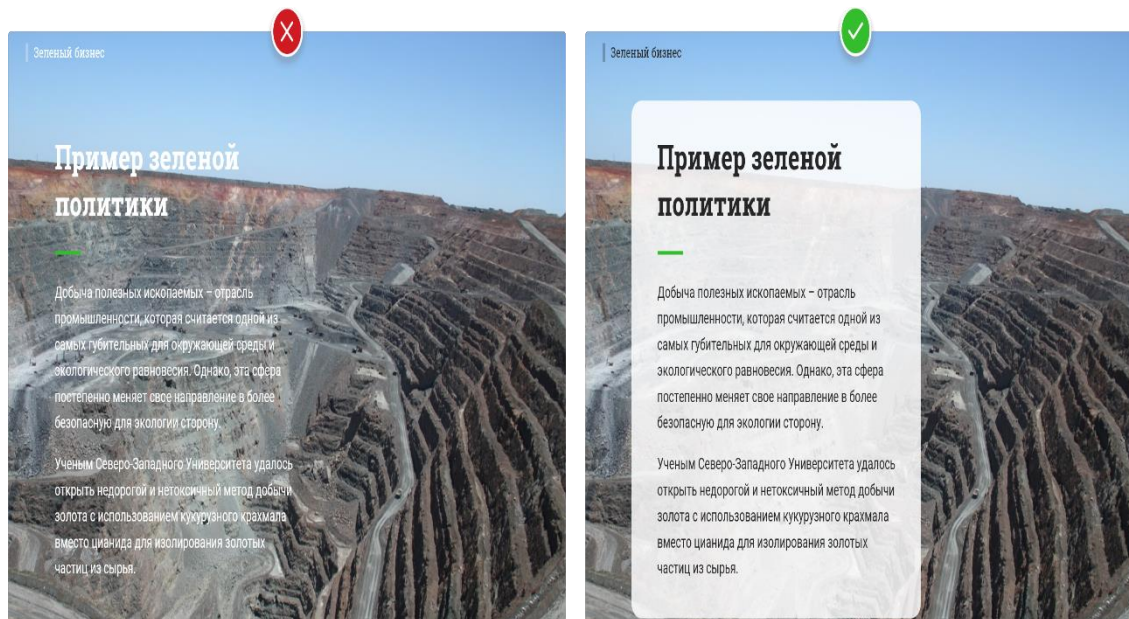 Зеленый бизнес
Пример зеленой
политики
Добыча полезных ископаемых – отрасль
промышленности, которая считается одной из
самых губительных для окружающей среды и
экологического равновесия. Однако, эта сфера
постепенно меняет свое направление в более
безопасную для экологии сторону.
Ученым Северо-Западного Университета удалось
открыть недорогой и нетоксичный метод добычи
золота с использованием кукурузного крахмала
вместо цианида для изолирования золотых
частиц из сырья.
Зеленый бизнес
Пример зеленой
политики
Добыча полезных ископаемых – отрасль
промышленности, которая считается одной из
самых губительных для окружающей среды и
экологического равновесия. Однако, эта сфера
постепенно меняет свое направление в более
безопасную для экологии сторону.
Ученым Северо-Западного Университета удалось
открыть недорогой и нетоксичный метод добычи
золота с использованием кукурузного крахмала
вместо цианида для изолирования золотых
частиц из сырья.